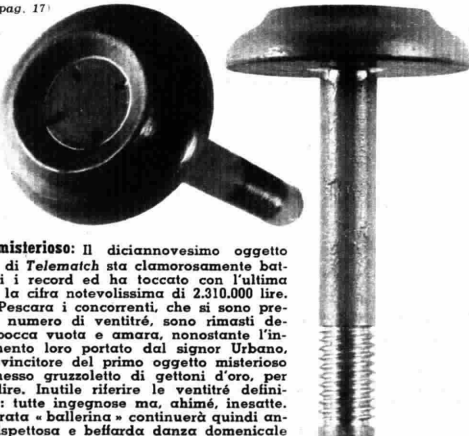 pag. 17)
misterioso: Il diciannovesimo oggetto
di Telematch sta clamorosamente bat-
i i record ed ha toccato con l'ultima
la cifra notevolissima di 2.310.000 lire.
Pescara i concorrenti, che si sono pre-
numero di ventitré, sono rimasti de-
bocca vuota e amara, nonostante l'in-
mento loro portato dal signor Urbano,
vincitore del primo oggetto misterioso
messo gruzzoletto di gettoni d'oro, per
lire. Inutile riferire le ventitré defini-
: tutte ingegnose ma, ahimé, inesatte.
rata « ballerina » continuerà quindi an-
ispettosa e beffarda danza domenicale